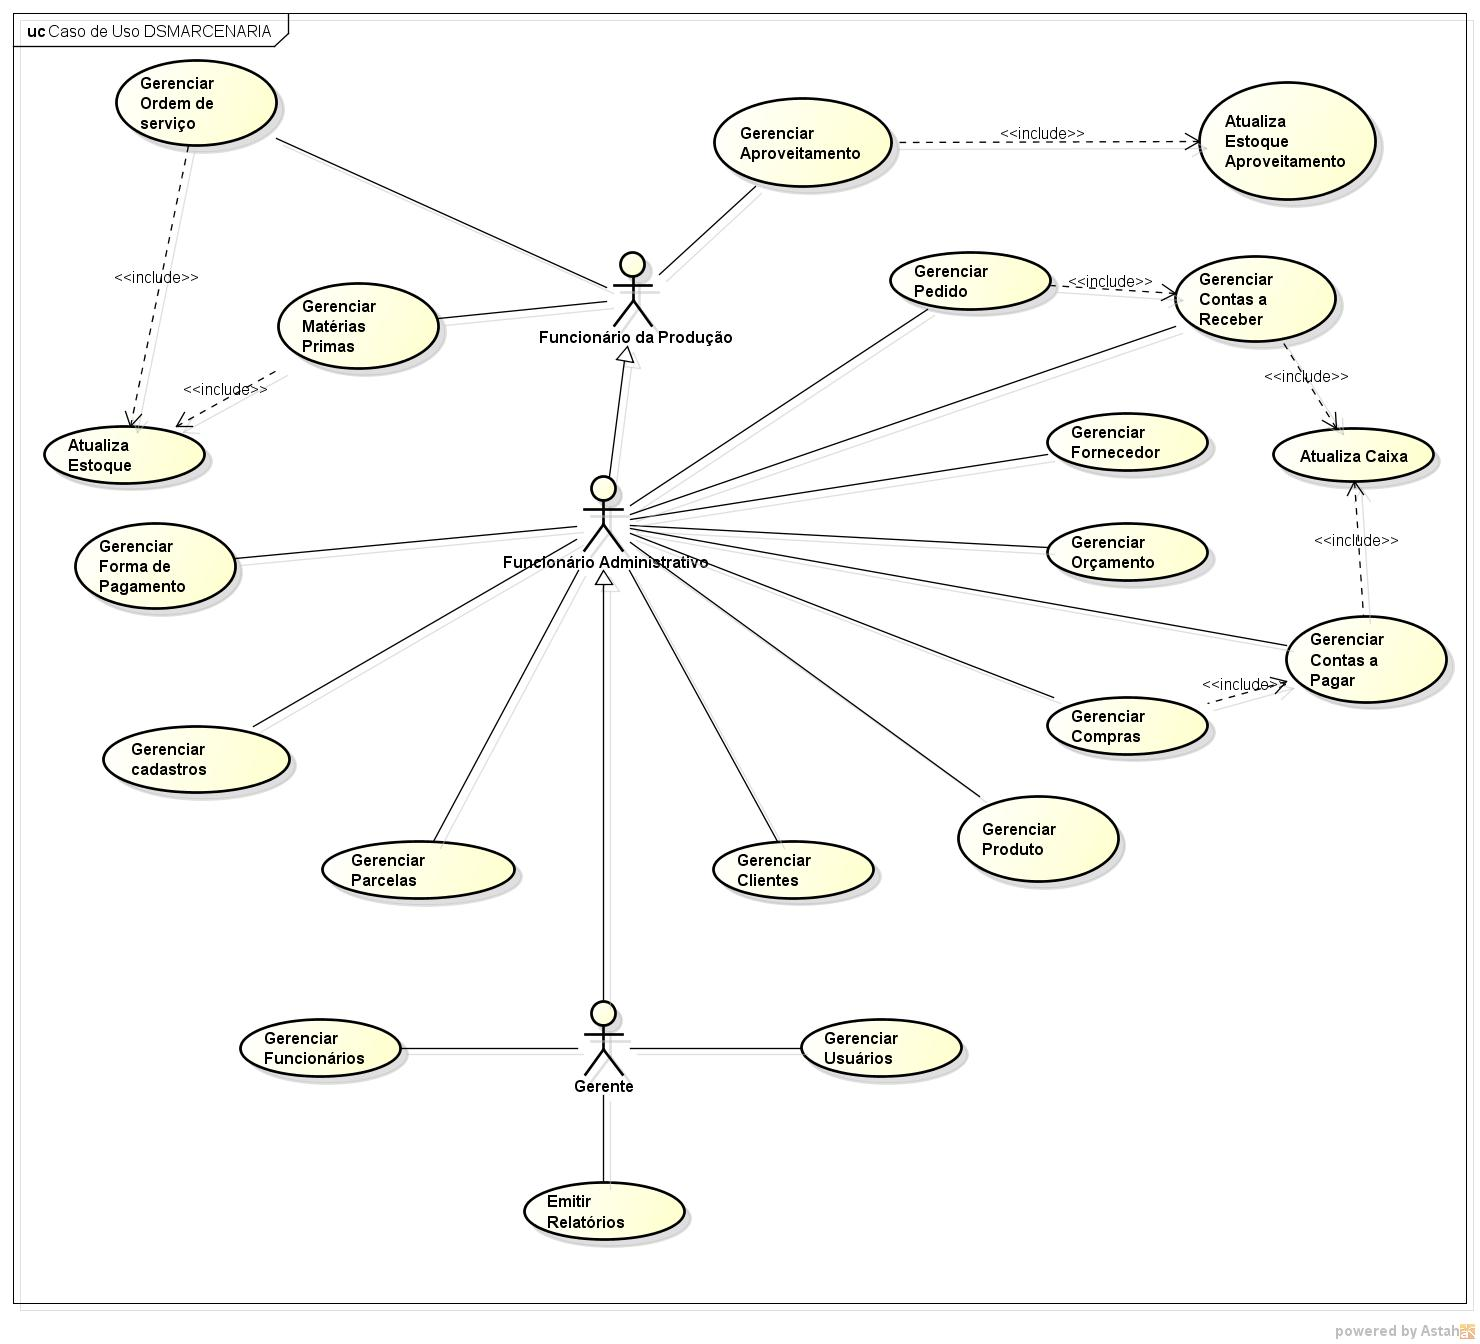 uc Caso de Uso DSMARCENARIA
Gerenciar
Ordem de
serviço
Gerenciar
Aproveitamento
<<include>>
Atualiza
Estoque
Aproveitamento
<<include>>
Gerenciar
Matérias
Primas
Funcionário da Produção
Gerenciar
Pedido
<<include>>
Gerenciar
Contas a
Receber
<<include>>
<<include>>
Atualiza
Estoque
Gerenciar
Fornecedor
Atualiza Caixa
Gerenciar
Forma de
Pagamento
Funcionário Administrativo
Gerenciar
Orçamento
<<include>>
Gerenciar
Contas a
Pagar
<<include>>
Gerenciar
Compras
Gerenciar
cadastros
Gerenciar
Parcelas
Gerenciar
Clientes
Gerenciar
Produto
Gerenciar
Funcionários
Gerente
Gerenciar
Usuários
Emitir
Relatórios
powered by Astah